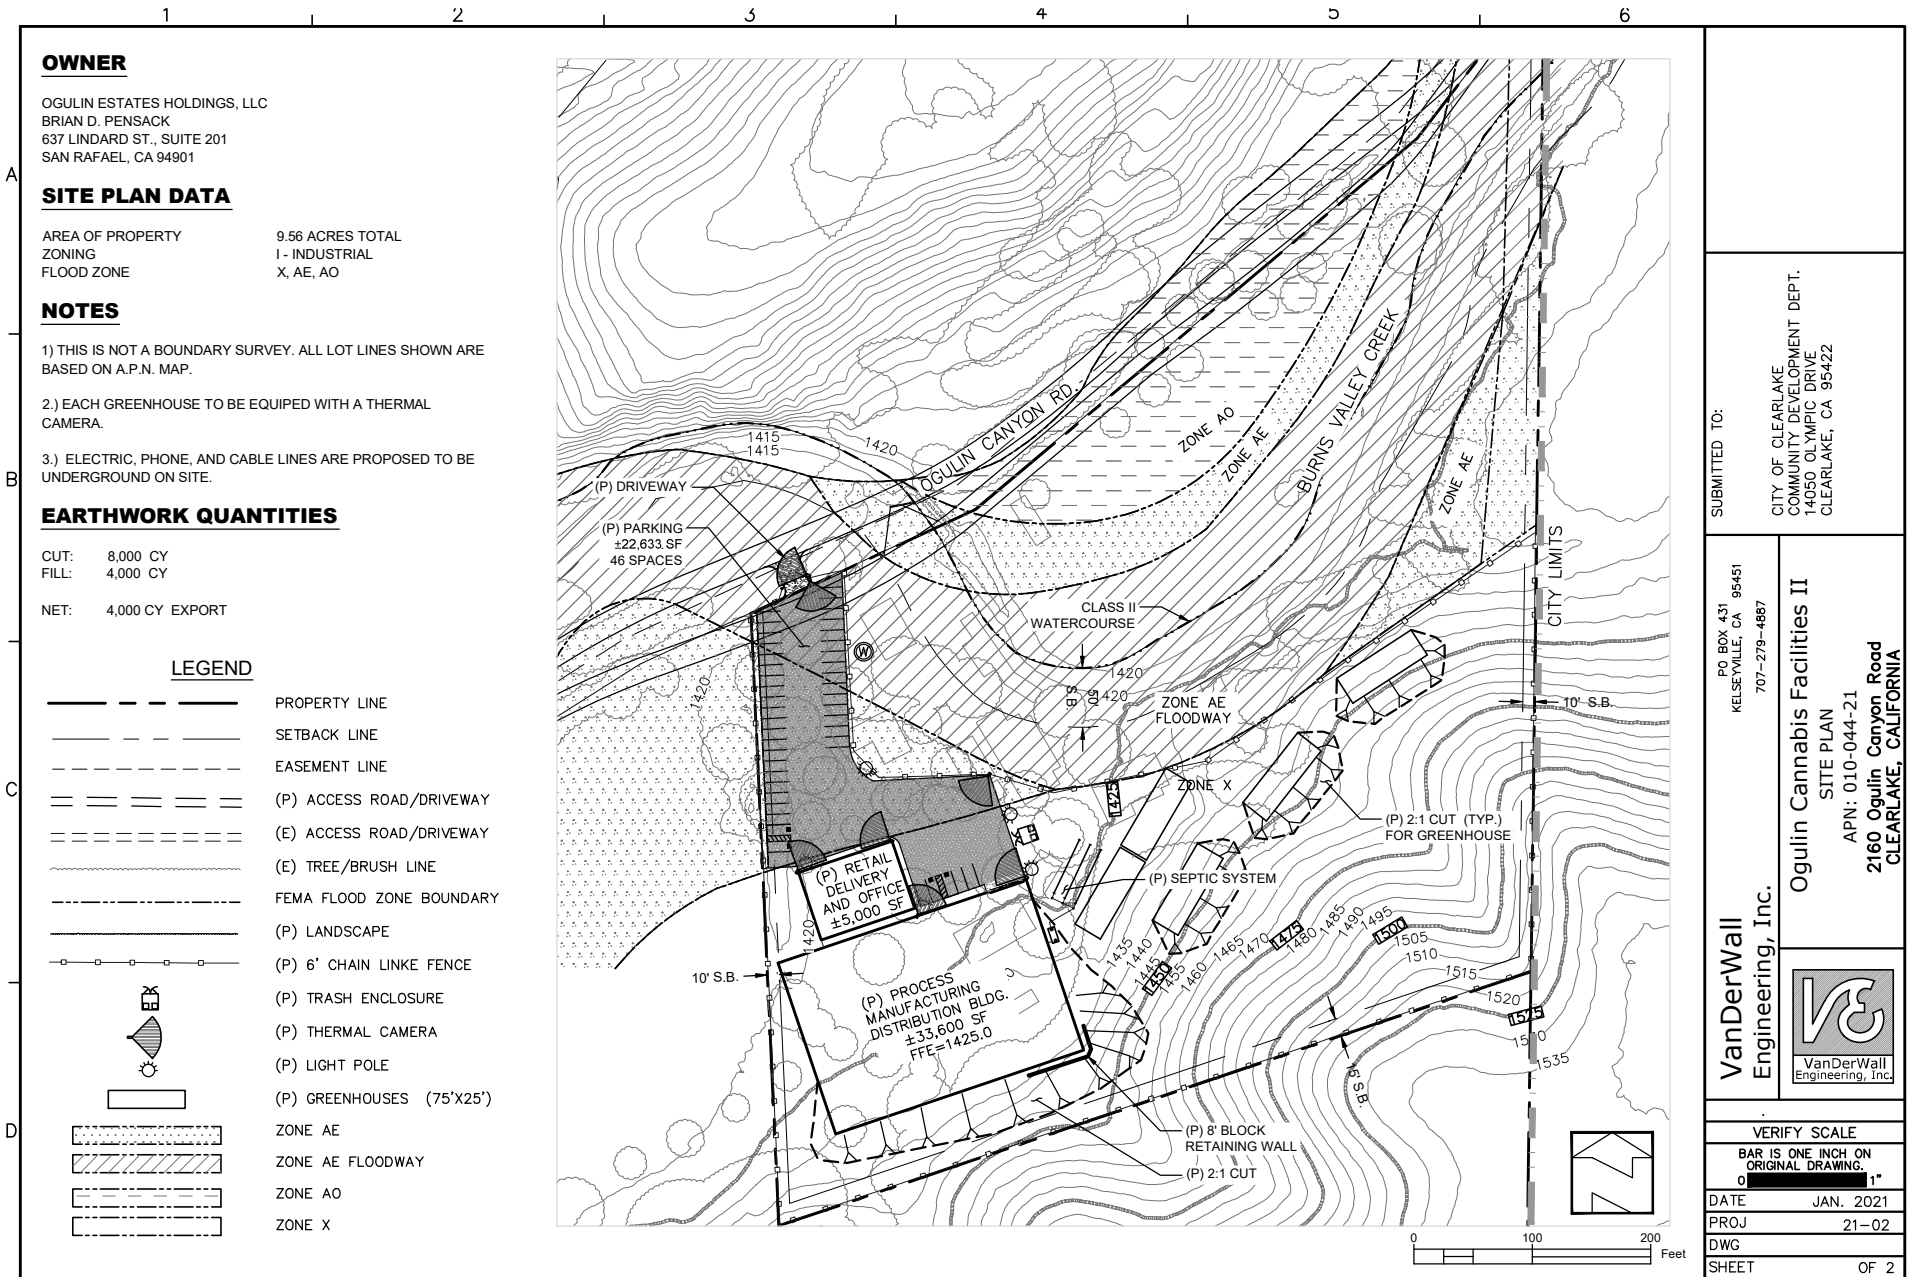 1
2
3
4
5
6
A
B
C
D
OWNER
OGULIN ESTATES HOLDINGS, LLC
BRIAN D. PENSACK
637 LINDARD ST., SUITE 201
SAN RAFAEL, CA 94901
SITE PLAN DATA
AREA OF PROPERTY 9.56 ACRES TOTAL
ZONING I - INDUSTRIAL
FLOOD ZONE X, AE, AO
NOTES
1) THIS IS NOT A BOUNDARY SURVEY. ALL LOT LINES SHOWN ARE
BASED ON A.P.N. MAP.
2.) EACH GREENHOUSE TO BE EQUIPED WITH A THERMAL
CAMERA.
3.) ELECTRIC, PHONE, AND CABLE LINES ARE PROPOSED TO BE
UNDERGROUND ON SITE.
EARTHWORK QUANTITIES
CUT: 8,000 CY
FILL: 4,000 CY
NET: 4,000 CY EXPORT
LEGEND
PROPERTY LINE
SETBACK LINE
EASEMENT LINE
(P) ACCESS ROAD/DRIVEWAY
(E) ACCESS ROAD/DRIVEWAY
(E) TREE/BRUSH LINE
FEMA FLOOD ZONE BOUNDARY
(P) LANDSCAPE
(P) 6' CHAIN LINKE FENCE
(P) TRASH ENCLOSURE
(P) THERMAL CAMERA
(P) LIGHT POLE
(P) GREENHOUSES (75'X25')
ZONE AE
ZONE AE FLOODWAY
ZONE AO
ZONE X
1415
1415
1420
OGULIN CANYON RD.
ZONE AO
ZONE AE
BURNS VALLEY CREEK
ZONE AE
CITY LIMITS
(P) DRIVEWAY
(P) PARKING
±22,633 SF
46 SPACES
CLASS II
WATERCOURSE
W
1420
1420
1420
50'
S.B.
ZONE AE
FLOODWAY
10' S.B.
ZONE X
1425
(P) 2:1 CUT (TYP.)
FOR GREENHOUSE
(P) SEPTIC SYSTEM
(P) RETAIL
DELIVERY
AND OFFICE
±5,000 SF
1420
10' S.B.
(P) PROCESS
MANUFACTURING
DISTRIBUTION BLDG.
±33,600 SF
FFE=1425.0
1435
1440
1445
1450
1455
1460
1465
1470
1475
1480
1485
1490
1495
1500
1505
1510
1515
1520
1525
1535
15' S.B.
(P) 8' BLOCK
RETAINING WALL
(P) 2:1 CUT
0 100 200
Feet
SUBMITTED TO:
CITY OF CLEARLAKE
COMMUNITY DEVELOPMENT DEPT.
14050 OLYMPIC DRIVE
CLEARLAKE, CA 95422
VanDerWall
Engineering, Inc.
PO BOX 431
KELSEYVILLE, CA 95451
707-279-4887
Ogulin Cannabis Facilities II
SITE PLAN
APN: 010-044-21
2160 Ogulin Canyon Road
CLEARLAKE, CALIFORNIA
VE
VanDerWall
Engineering, Inc.
VERIFY SCALE
BAR IS ONE INCH ON
ORIGINAL DRAWING.
0 1"
DATE JAN. 2021
PROJ 21-02
DWG
SHEET OF 2